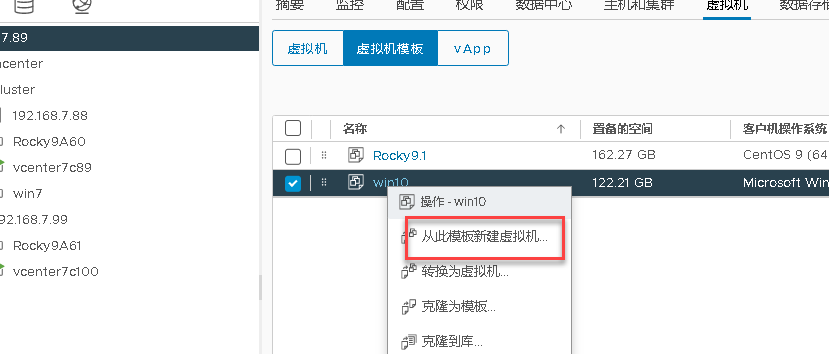 摘要 监控 配置 权限 数据中心 主机和集群 虚拟机
7.89
虚拟机 虚拟机模板 vApp
ncenter
luster
192.168.7.88
Rocky9A60
vcenter7c89
win7
92.168.7.99
Rocky9A61
vcenter7c100
名称 置备的空间 客户机操作系统
Rocky9.1 162.27 GB CentOS 9 (64
win10 122.21 GB Microsoft Win
操作 - win10
从此模板新建虚拟机...
转换为虚拟机...
克隆为模板...
克隆到库...